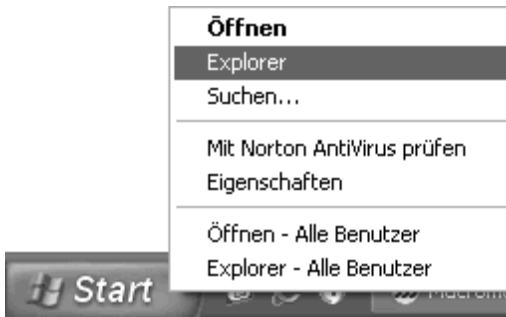 Öffnen
Explorer
Suchen...
Mit Norton AntiVirus prüfen
Eigenschaften
Öffnen - Alle Benutzer
Explorer - Alle Benutzer
Start